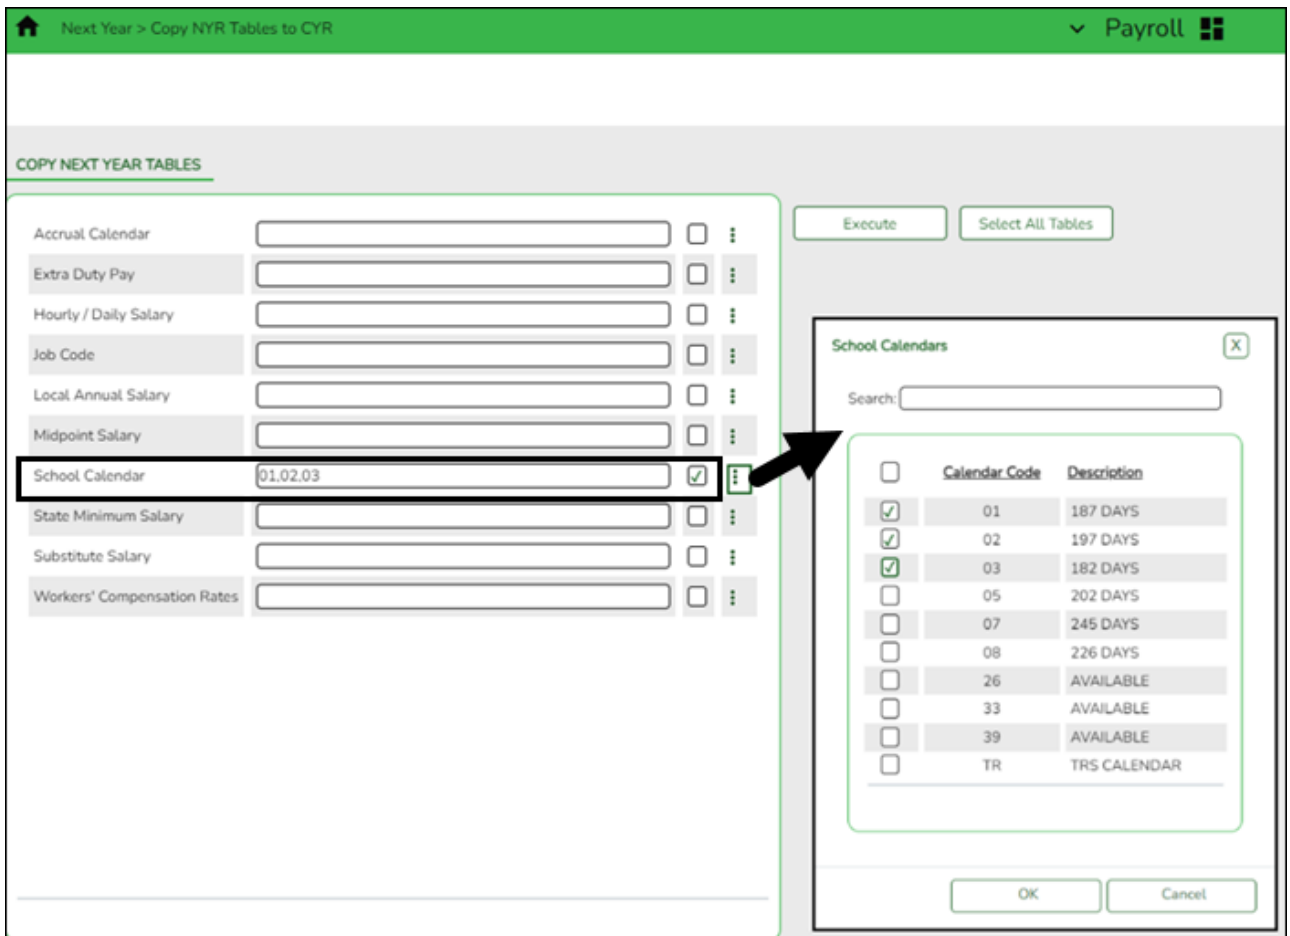 Next Year > Copy NYR Tables to CYR
Payroll
COPY NEXT YEAR TABLES
Accrual Calendar
Extra Duty Pay
Hourly / Daily Salary
Job Code
Local Annual Salary
Midpoint Salary
School Calendar 01,02,03
State Minimum Salary
Substitute Salary
Workers' Compensation Rates
Execute
Select All Tables
School Calendars
X
Search:
Calendar Code Description
01 187 DAYS
02 197 DAYS
03 182 DAYS
05 202 DAYS
07 245 DAYS
08 226 DAYS
26 AVAILABLE
33 AVAILABLE
39 AVAILABLE
TR TRS CALENDAR
OK
Cancel